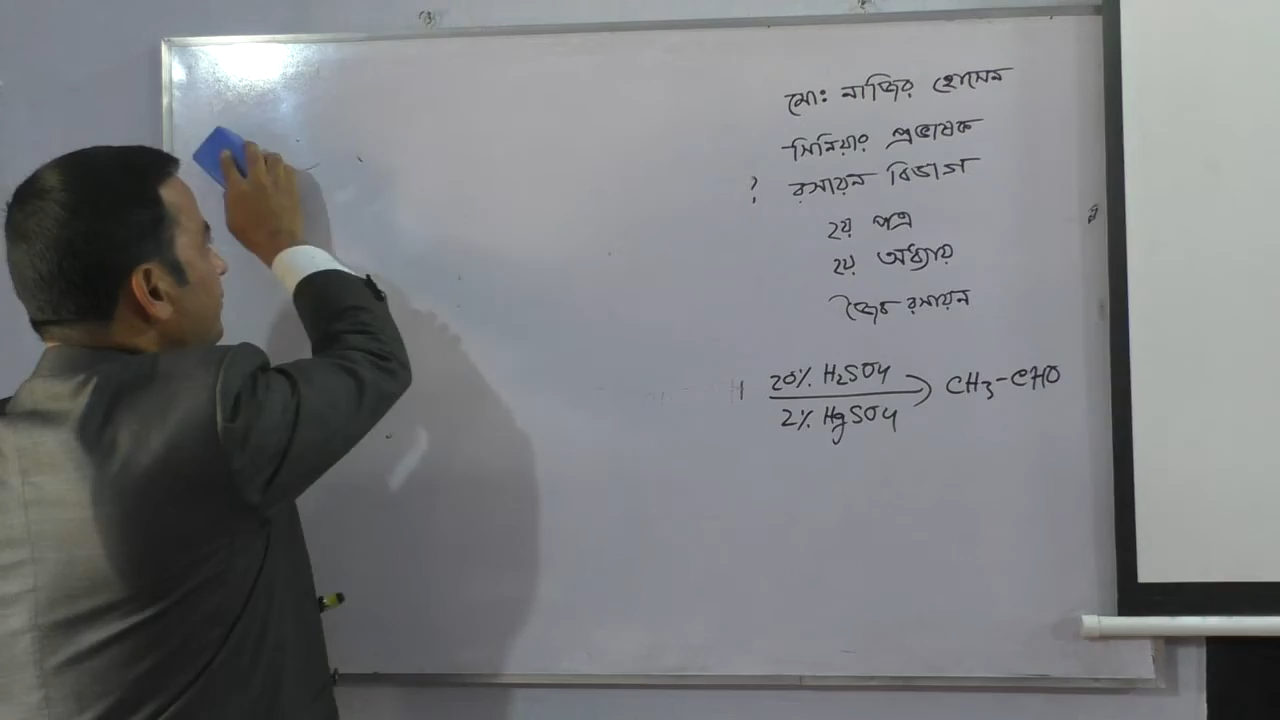 মোঃ নাজির হোসেন
সিনিয়ার প্রভাষক
? রসায়ন বিভাগ
২য় পত্র
২য় অধ্যায়
জৈব রসায়ন
20% H2SO4
CH3-CHO
2% HgSO4